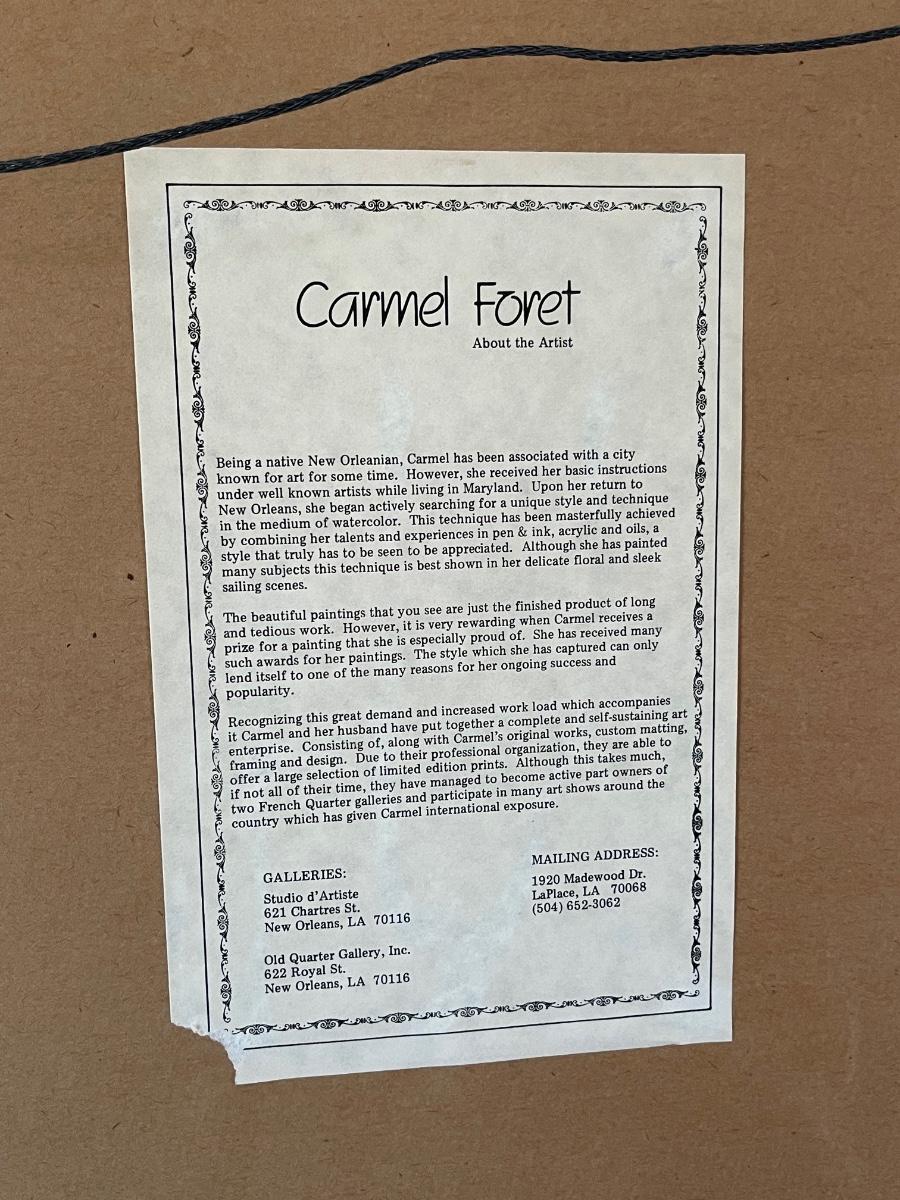 Carmel Foret
About the Artist
Being a native New Orleanian, Carmel has been associated with a city
known for art for some time. However, she received her basic instructions
under well known artists while living in Maryland. Upon her return to
New Orleans, she began actively searching for a unique style and technique
in the medium of watercolor. This technique has been masterfully achieved
by combining her talents and experiences in pen & ink, acrylic and oils, a
style that truly has to be seen to be appreciated. Although she has painted
many subjects this technique is best shown in her delicate floral and sleek
sailing scenes.
The beautiful paintings that you see are just the finished product of long
and tedious work. However, it is very rewarding when Carmel receives a
prize for a painting that she is especially proud of. She has received many
such awards for her paintings. The style which she has captured can only
lend itself to one of the many reasons for her ongoing success and
popularity.
Recognizing this great demand and increased work load which accompanies
it Carmel and her husband have put together a complete and self-sustaining art
enterprise. Consisting of, along with Carmel's original works, custom matting,
framing and design. Due to their professional organization, they are able to
offer a large selection of limited edition prints. Although this takes much,
if not all of their time, they have managed to become active part owners of
two French Quarter galleries and participate in many art shows around the
country which has given Carmel international exposure.
GALLERIES:
Studio d'Artiste
621 Chartres St.
New Orleans, LA 70116
Old Quarter Gallery, Inc.
622 Royal St.
New Orleans, LA 70116
MAILING ADDRESS:
1920 Madewood Dr.
LaPlace, LA 70068
(504) 652-3062